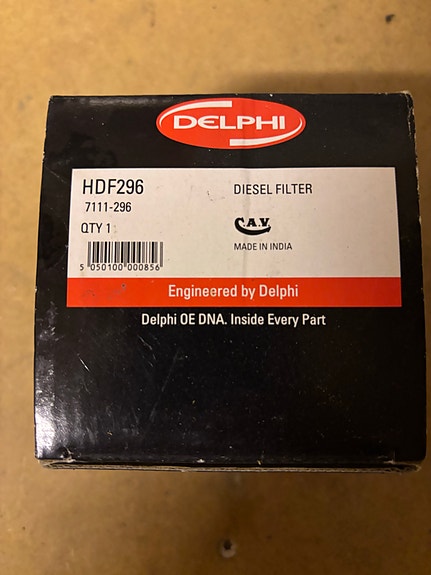 DELPHI
HDF296
DIESEL FILTER
7111-296
C.A.V.
QTY 1
MADE IN INDIA
5 050100 000856
Engineered by Delphi
Delphi OE DNA. Inside Every Part